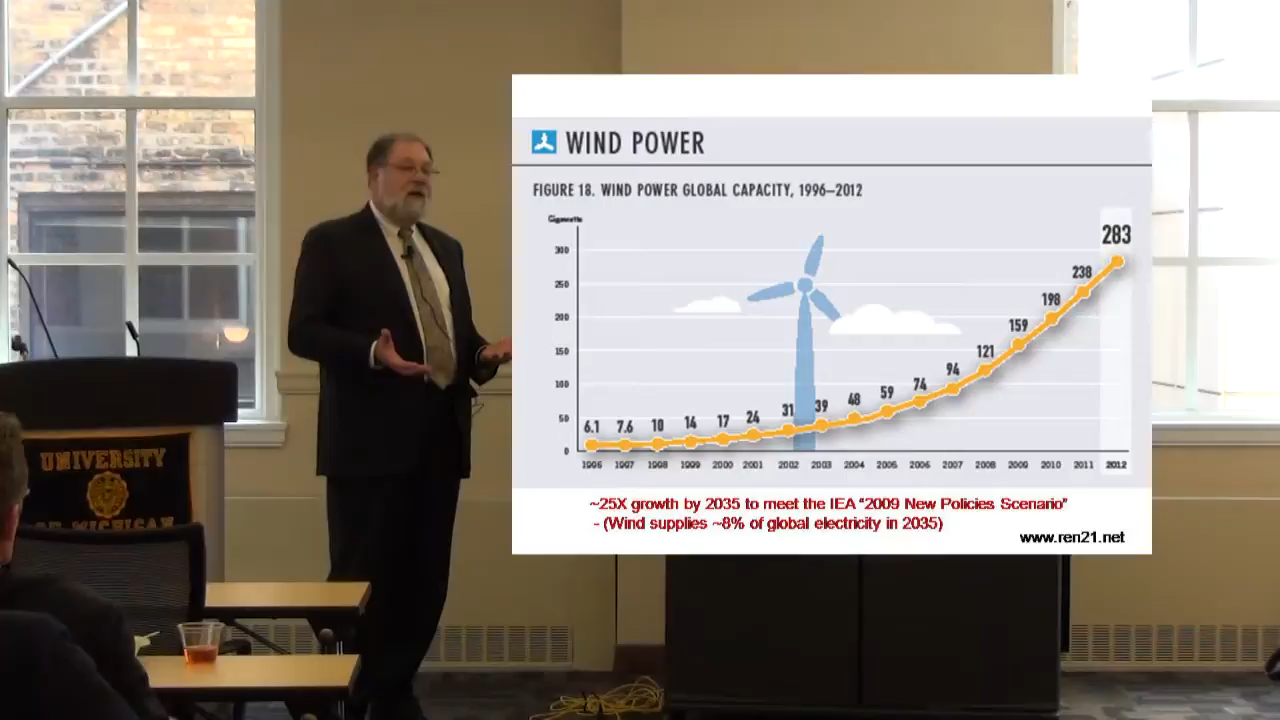 WIND POWER
FIGURE 18. WIND POWER GLOBAL CAPACITY, 1996–2012
Gigawatts
300
250
200
150
100
50
0
6.1 7.6 10 14 17 24 31 39 48 59 74 94 121 159 198 238 283
1996 1997 1998 1999 2000 2001 2002 2003 2004 2005 2006 2007 2008 2009 2010 2011 2012
~25X growth by 2035 to meet the IEA “2009 New Policies Scenario”
- (Wind supplies ~8% of global electricity in 2035)
www.ren21.net
UNIVERSITY
OF MICHIGAN